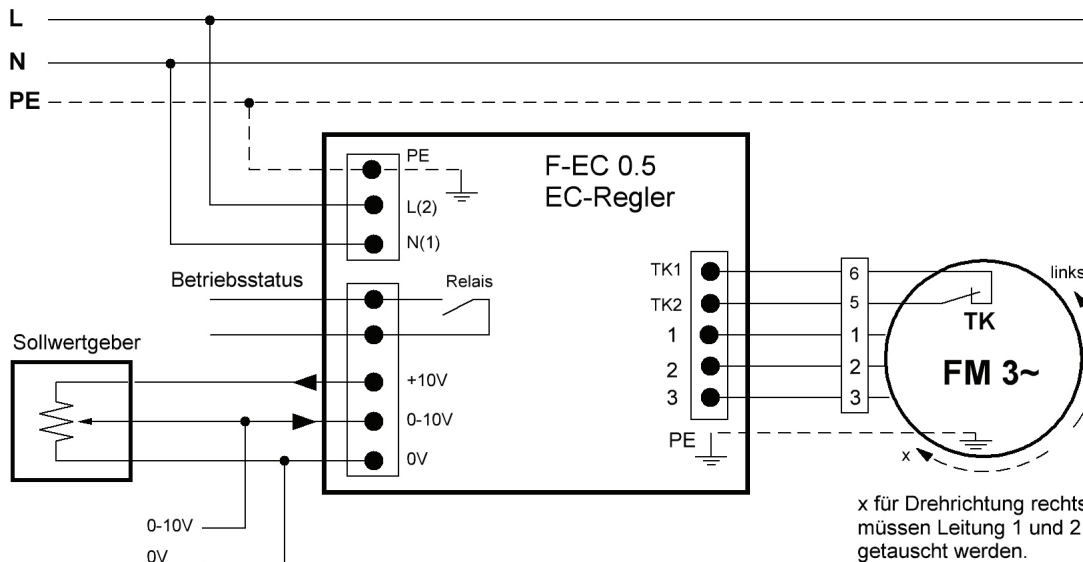 L
N
PE
PE
L(2)
N(1)
F-EC 0.5
EC-Regler
Betriebsstatus
Relais
Sollwertgeber
+10V
0-10V
0V
0-10V
0V
TK1
TK2
1
2
3
PE
6
5
1
2
3
links
TK
FM 3~
x
x für Drehrichtung rechts
müssen Leitung 1 und 2
getauscht werden.